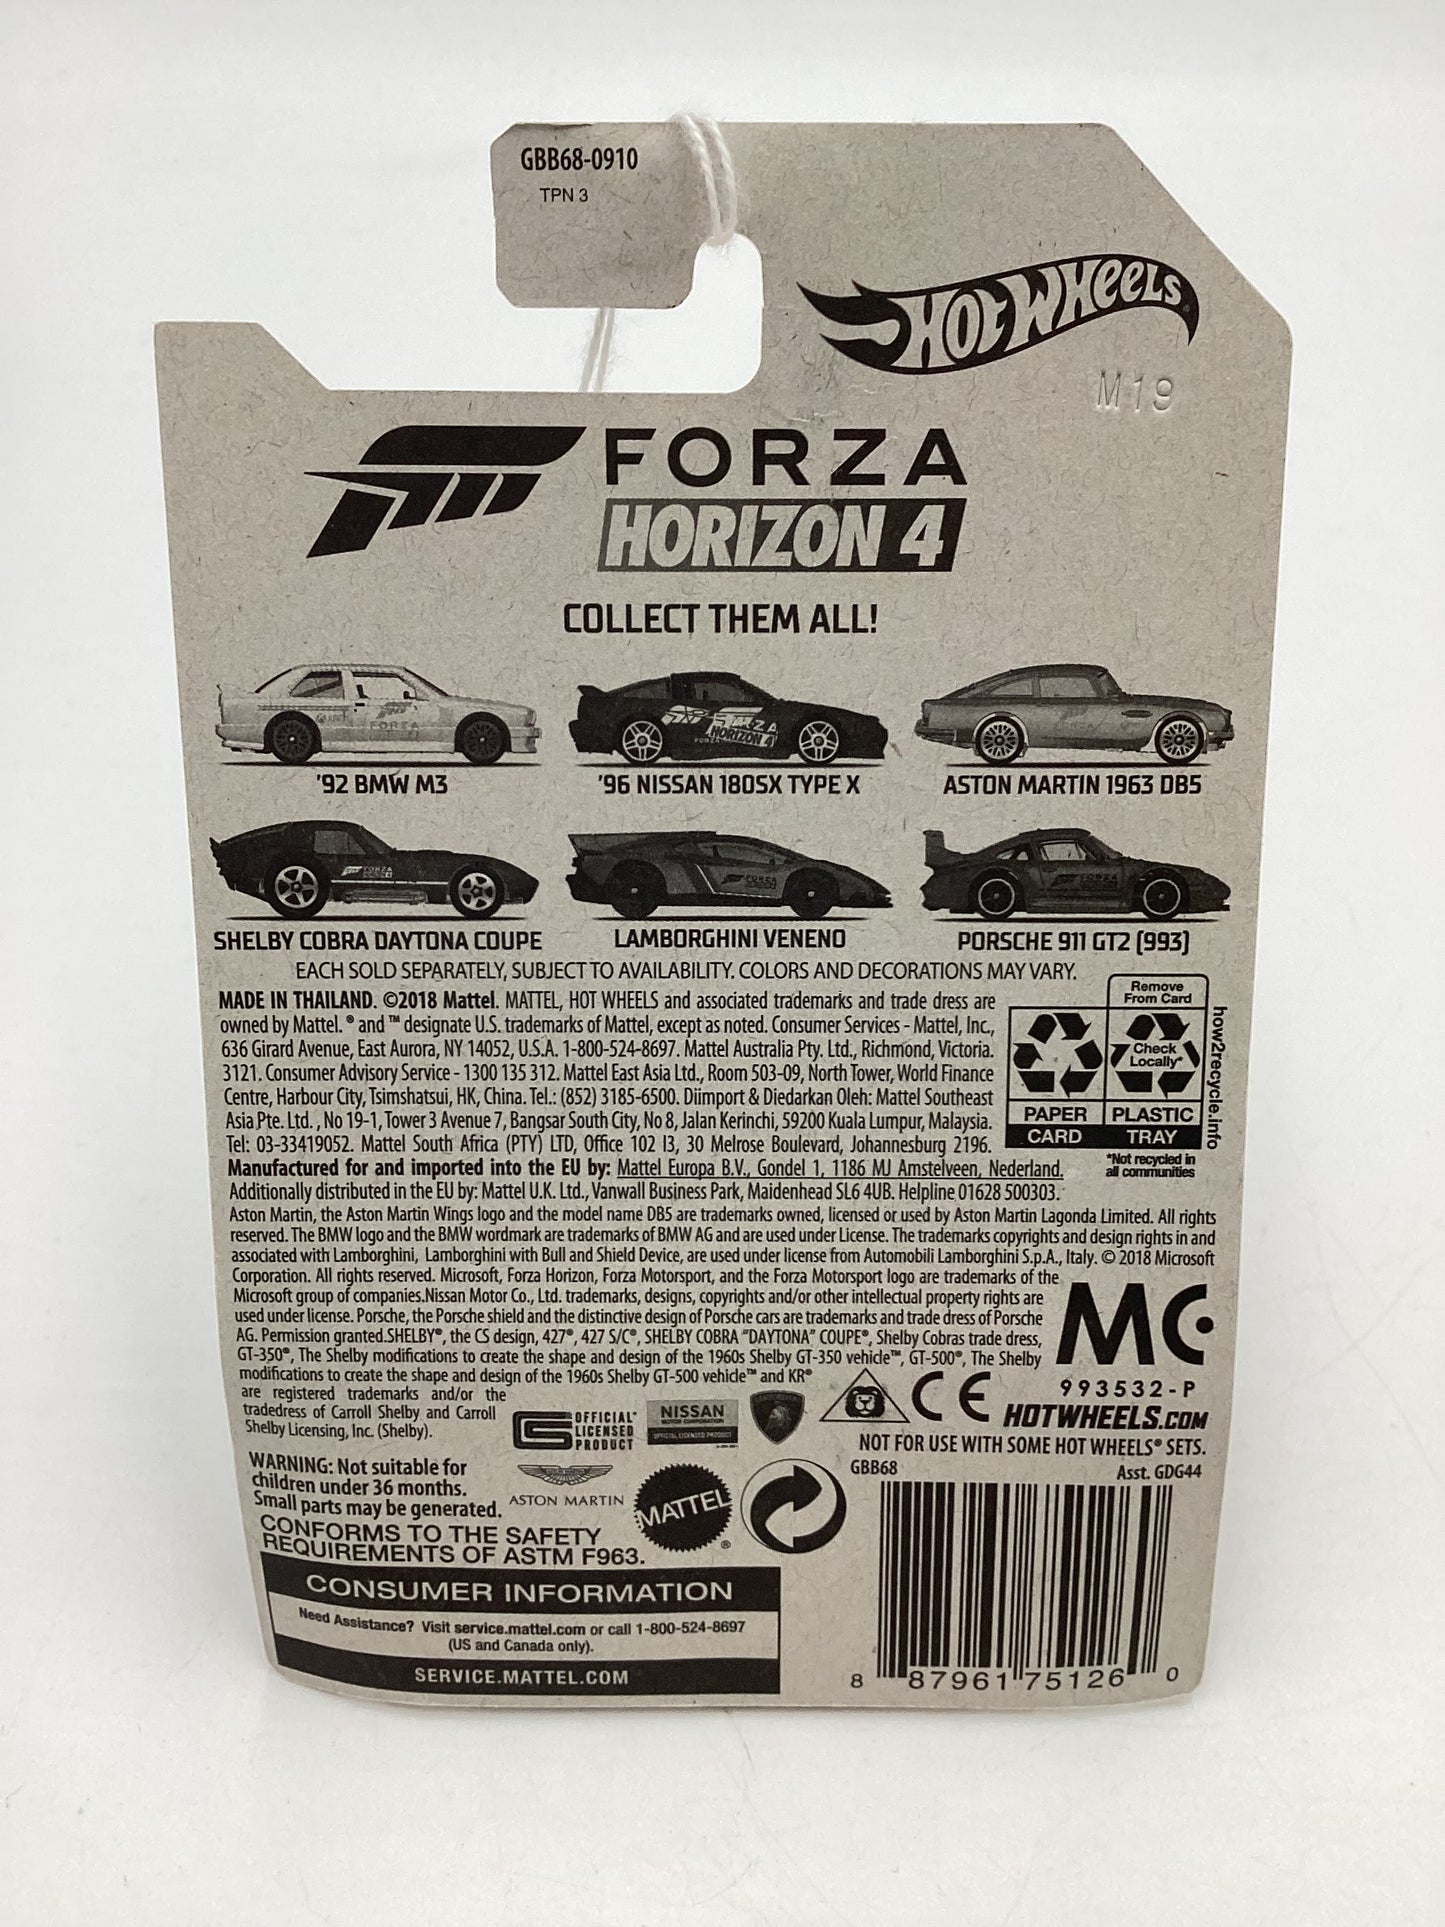 GBB68-0910
TPN 3
HOT WHEELS
M19
FORZA
HORIZON 4
COLLECT THEM ALL!
'92 BMW M3
'96 NISSAN 180SX TYPE X
ASTON MARTIN 1963 DB5
SHELBY COBRA DAYTONA COUPE
LAMBORGHINI VENENO
PORSCHE 911 GT2 (993)
EACH SOLD SEPARATELY, SUBJECT TO AVAILABILITY. COLORS AND DECORATIONS MAY VARY.
MADE IN THAILAND. ©2018 Mattel. MATTEL, HOT WHEELS and associated trademarks and trade dress are
owned by Mattel. ® and ™ designate U.S. trademarks of Mattel, except as noted. Consumer Services - Mattel, Inc.,
636 Girard Avenue, East Aurora, NY 14052, U.S.A. 1-800-524-8697. Mattel Australia Pty. Ltd., Richmond, Victoria.
3121. Consumer Advisory Service - 1300 135 312. Mattel East Asia Ltd., Room 503-09, North Tower, World Finance
Centre, Harbour City, Tsimshatsui, HK, China. Tel.: (852) 3185-6500. Diimport & Diedarkan Oleh: Mattel Southeast
Asia Pte. Ltd. , No 19-1, Tower 3 Avenue 7, Bangsar South City, No 8, Jalan Kerinchi, 59200 Kuala Lumpur, Malaysia.
Tel: 03-33419052. Mattel South Africa (PTY) LTD, Office 102 I3, 30 Melrose Boulevard, Johannesburg 2196.
Manufactured for and imported into the EU by: Mattel Europa B.V., Gondel 1, 1186 MJ Amstelveen, Nederland.
Additionally distributed in the EU by: Mattel U.K. Ltd., Vanwall Business Park, Maidenhead SL6 4UB. Helpline 01628 500303.
Remove
From Card
Check
Locally*
PAPER
PLASTIC
CARD
TRAY
how2recycle.info
*Not recycled in
all communities
Aston Martin, the Aston Martin Wings logo and the model name DB5 are trademarks owned, licensed or used by Aston Martin Lagonda Limited. All rights
reserved. The BMW logo and the BMW wordmark are trademarks of BMW AG and are used under License. The trademarks copyrights and design rights in and
associated with Lamborghini, Lamborghini with Bull and Shield Device, are used under license from Automobili Lamborghini S.p.A., Italy. © 2018 Microsoft
Corporation. All rights reserved. Microsoft, Forza Horizon, Forza Motorsport, and the Forza Motorsport logo are trademarks of the
Microsoft group of companies.Nissan Motor Co., Ltd. trademarks, designs, copyrights and/or other intellectual property rights are
used under license. Porsche, the Porsche shield and the distinctive design of Porsche cars are trademarks and trade dress of Porsche
AG. Permission granted.SHELBY®, the CS design, 427®, 427 S/C®, SHELBY COBRA "DAYTONA" COUPE®, Shelby Cobras trade dress,
GT-350®, The Shelby modifications to create the shape and design of the 1960s Shelby GT-350 vehicle™, GT-500®, The Shelby
modifications to create the shape and design of the 1960s Shelby GT-500 vehicle™ and KR®
are registered trademarks and/or the
tradedress of Carroll Shelby and Carroll
Shelby Licensing, Inc. (Shelby).
MC
OFFICIAL
LICENSED
PRODUCT
NISSAN
CE
993532-P
HOTWHEELS.COM
NOT FOR USE WITH SOME HOT WHEELS® SETS.
GBB68
Asst. GDG44
WARNING: Not suitable for
children under 36 months.
Small parts may be generated.
ASTON MARTIN
MATTEL®
CONFORMS TO THE SAFETY
REQUIREMENTS OF ASTM F963.
CONSUMER INFORMATION
Need Assistance? Visit service.mattel.com or call 1-800-524-8697
(US and Canada only).
SERVICE.MATTEL.COM
8 87961 75126 0